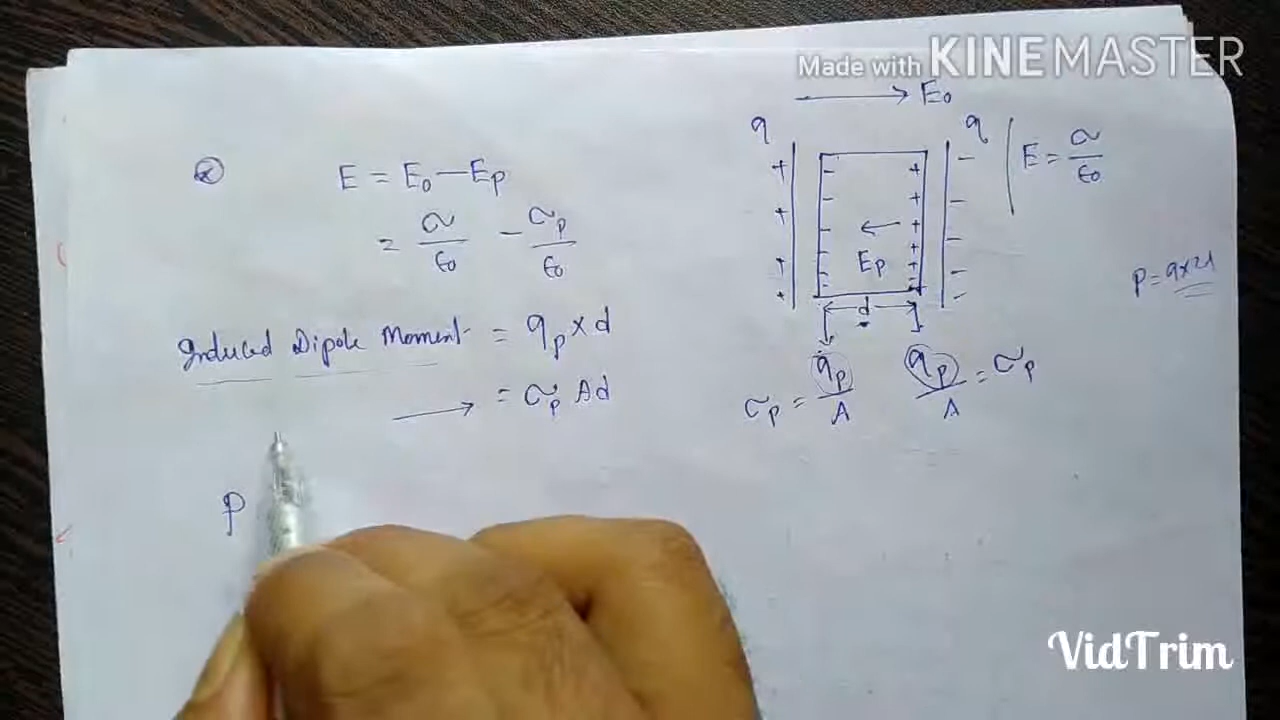 Made with KINEMASTER
→ E₀
q q
E = E₀ — Eₚ
= σ/ε₀ - σₚ/ε₀
E = σ/ε₀
+ + + +
- - - - -
+ + + + +
- - - - -
← Eₚ
d
P = q×2l
Induced Dipole Moment = qₚ × d
→ = σₚ Ad
σₚ = qₚ/A
qₚ/A = σₚ
P
VidTrim